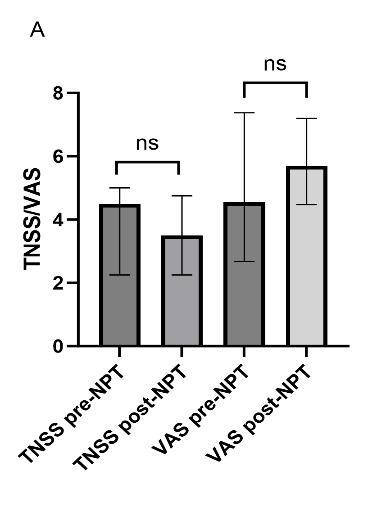 A
ns
ns
8
6
4
2
0
TNSS/VAS
TNSS pre-NPT
TNSS post-NPT
VAS pre-NPT
VAS post-NPT